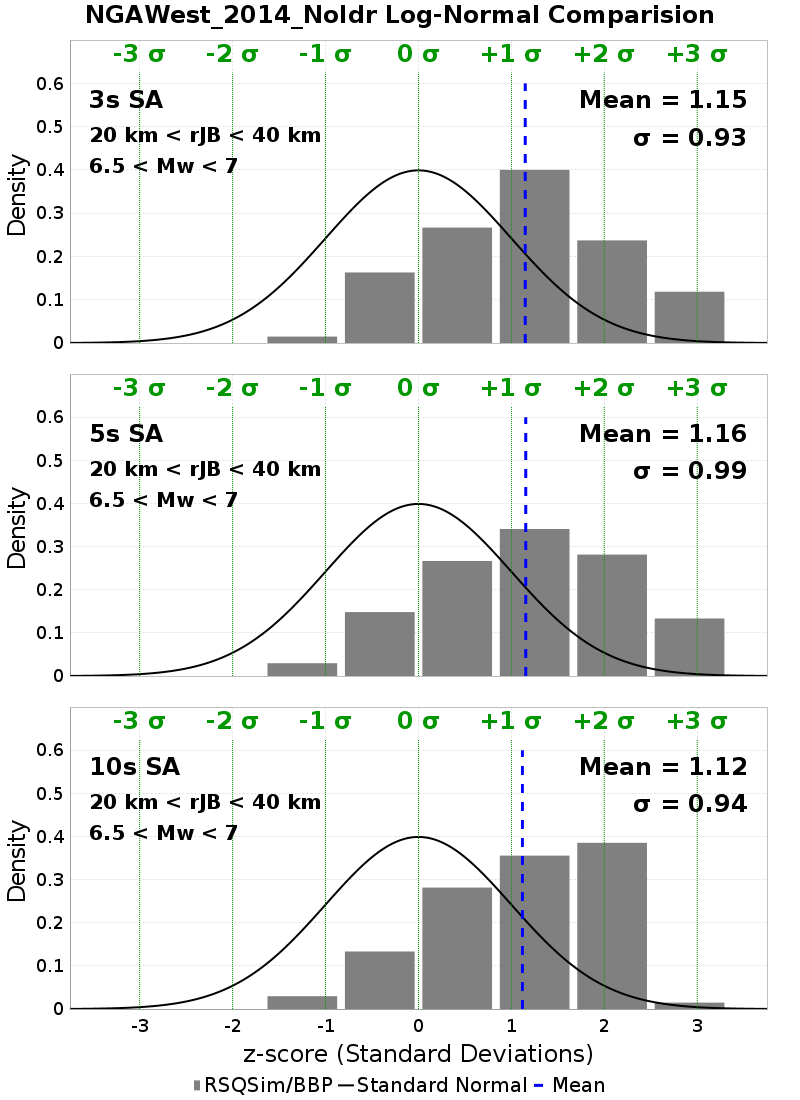 NGAWest_2014_NoIdr Log-Normal Comparision
-3 σ -2 σ -1 σ 0 σ +1 σ +2 σ +3 σ
0.6
3s SA
Mean = 1.15
0.5
20 km < rJB < 40 km
σ = 0.93
6.5 < Mw < 7
0.4
0.3
0.2
0.1
0
Density
-3 σ -2 σ -1 σ 0 σ +1 σ +2 σ +3 σ
0.6
5s SA
Mean = 1.16
0.5
20 km < rJB < 40 km
σ = 0.99
6.5 < Mw < 7
0.4
0.3
0.2
0.1
0
Density
-3 σ -2 σ -1 σ 0 σ +1 σ +2 σ +3 σ
0.6
10s SA
Mean = 1.12
0.5
20 km < rJB < 40 km
σ = 0.94
6.5 < Mw < 7
0.4
0.3
0.2
0.1
0
Density
-3 -2 -1 0 1 2 3
z-score (Standard Deviations)
RSQSim/BBP Standard Normal Mean